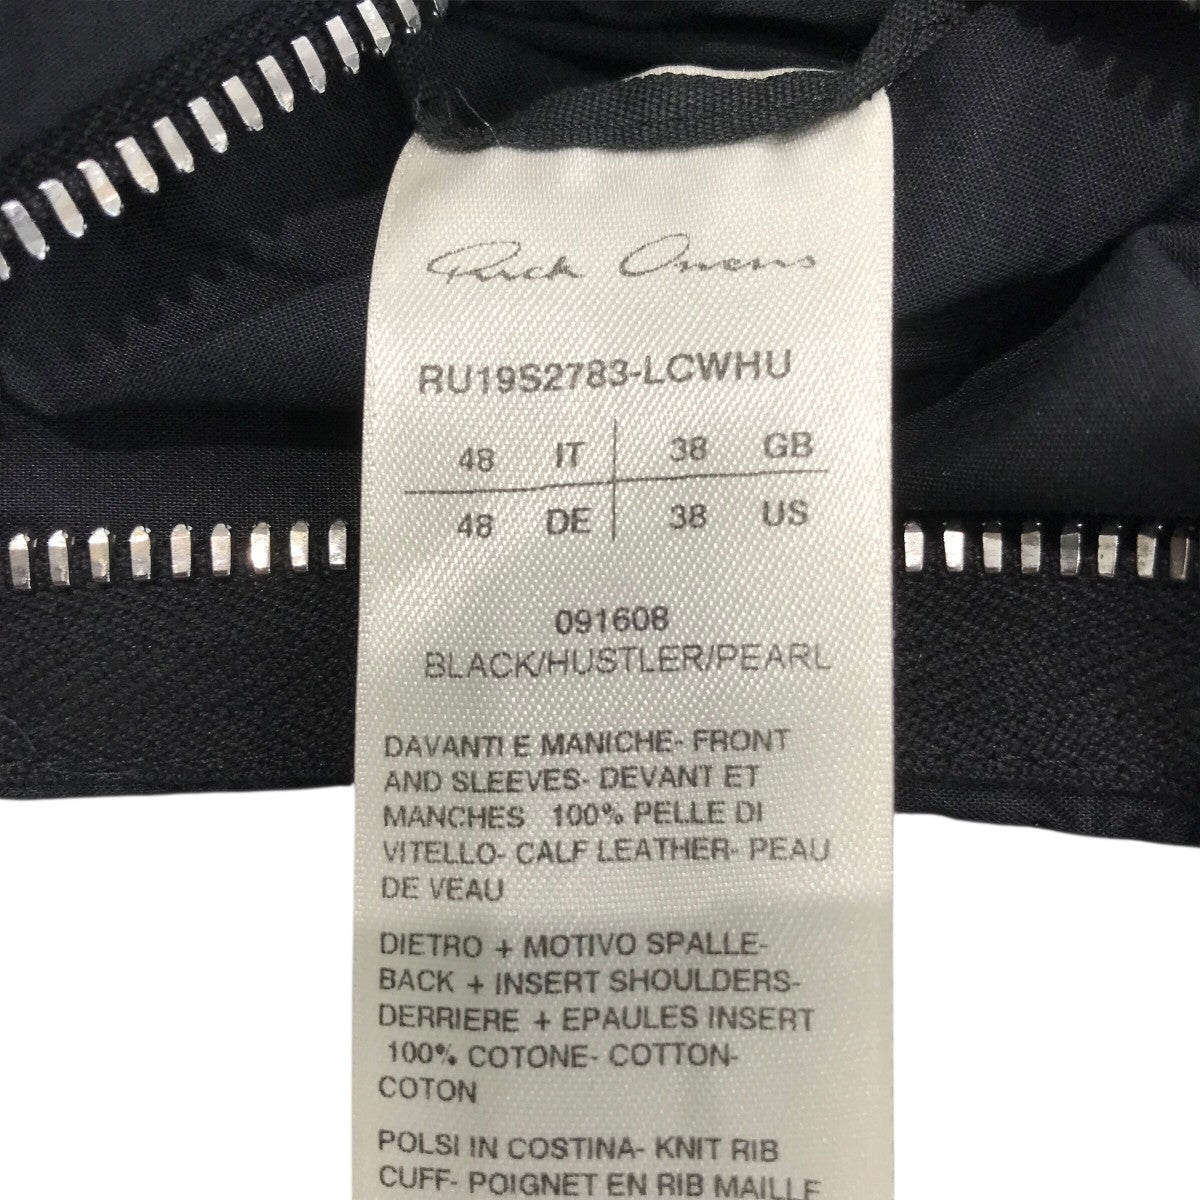 Rick Owens
RU19S2783-LCWHU
48 IT 38 GB
48 DE 38 US
091608
BLACK/HUSTLER/PEARL
DAVANTI E MANICHE- FRONT
AND SLEEVES- DEVANT ET
MANCHES 100% PELLE DI
VITELLO- CALF LEATHER- PEAU
DE VEAU
DIETRO + MOTIVO SPALLE-
BACK + INSERT SHOULDERS-
DERRIERE + EPAULES INSERT
100% COTONE- COTTON-
COTON
POLSI IN COSTINA- KNIT RIB
CUFF- POIGNET EN RIB MAILLE